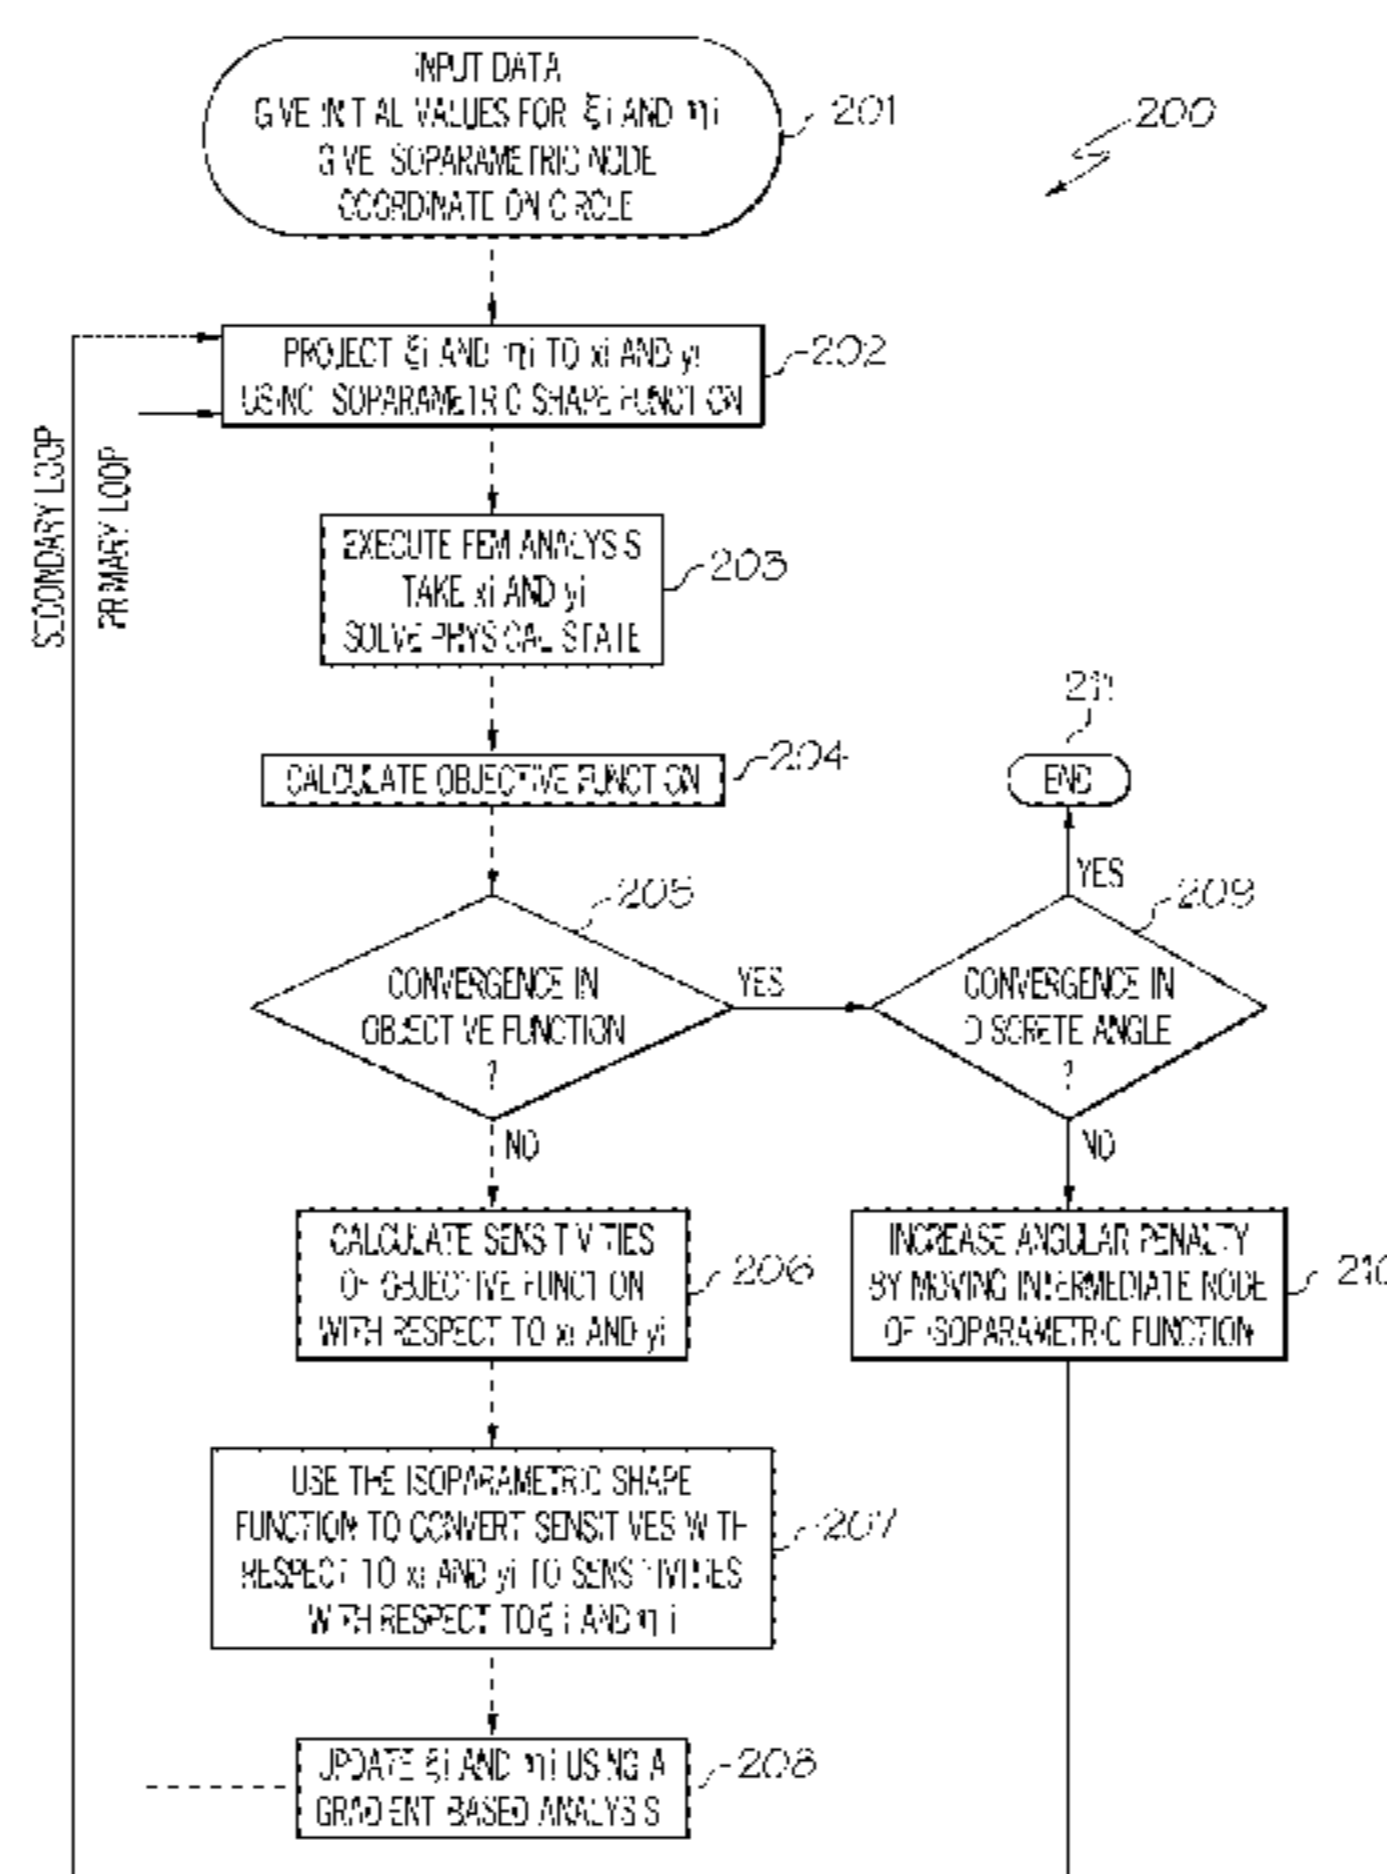 INPUT DATA
GIVE INITIAL VALUES FOR ξi AND ηi
GIVE ISOPARAMETRIC NODE
COORDINATE ON CIRCLE
201
200
PROJECT ξi AND ηi TO xi AND yi
USING ISOPARAMETRIC SHAPE FUNCTION
202
SECONDARY LOOP
PRIMARY LOOP
EXECUTE FEM ANALYSIS
TAKE xi AND yi
SOLVE PHYSICAL STATE
203
CALCULATE OBJECTIVE FUNCTION
204
211
END
YES
205
CONVERGENCE IN
OBJECTIVE FUNCTION
?
YES
209
CONVERGENCE IN
DISCRETE ANGLE
?
NO
NO
CALCULATE SENSITIVITIES
OF OBJECTIVE FUNCTION
WITH RESPECT TO xi AND yi
206
INCREASE ANGULAR PENALTY
BY MOVING INTERMEDIATE NODE
OF ISOPARAMETRIC FUNCTION
210
USE THE ISOPARAMETRIC SHAPE
FUNCTION TO CONVERT SENSITIVES WITH
RESPECT TO xi AND yi TO SENSITIVITIES
WITH RESPECT TO ξi AND ηi
207
UPDATE ξi AND ηi USING A
GRADIENT BASED ANALYSIS
208